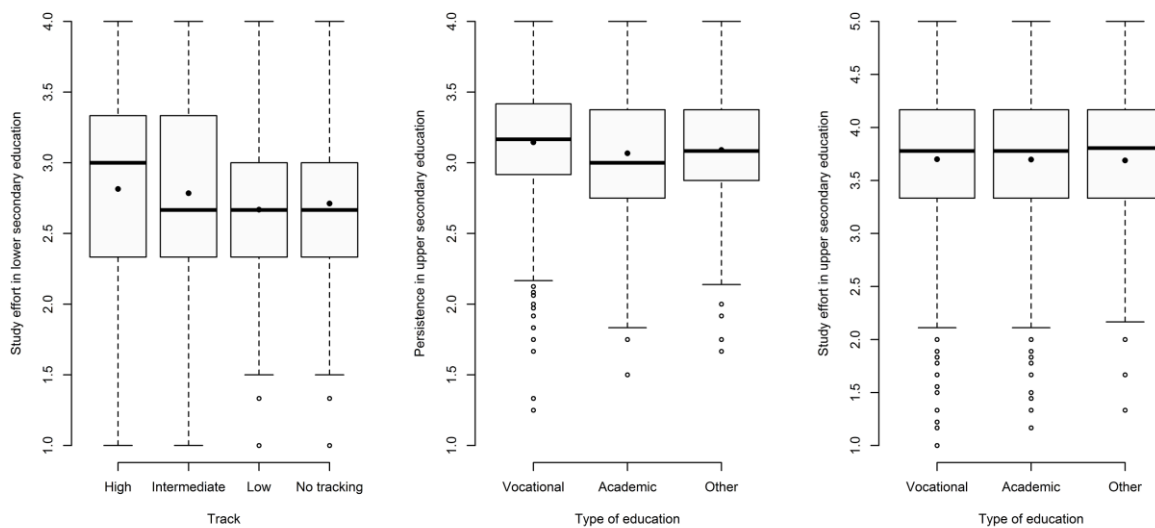 Study effort in lower secondary education
4.0
3.5
3.0
2.5
2.0
1.5
1.0
High Intermediate Low No tracking
Track
Persistence in upper secondary education
4.0
3.5
3.0
2.5
2.0
1.5
1.0
Vocational Academic Other
Type of education
Study effort in upper secondary education
5.0
4.5
4.0
3.5
3.0
2.5
2.0
1.5
1.0
Vocational Academic Other
Type of education